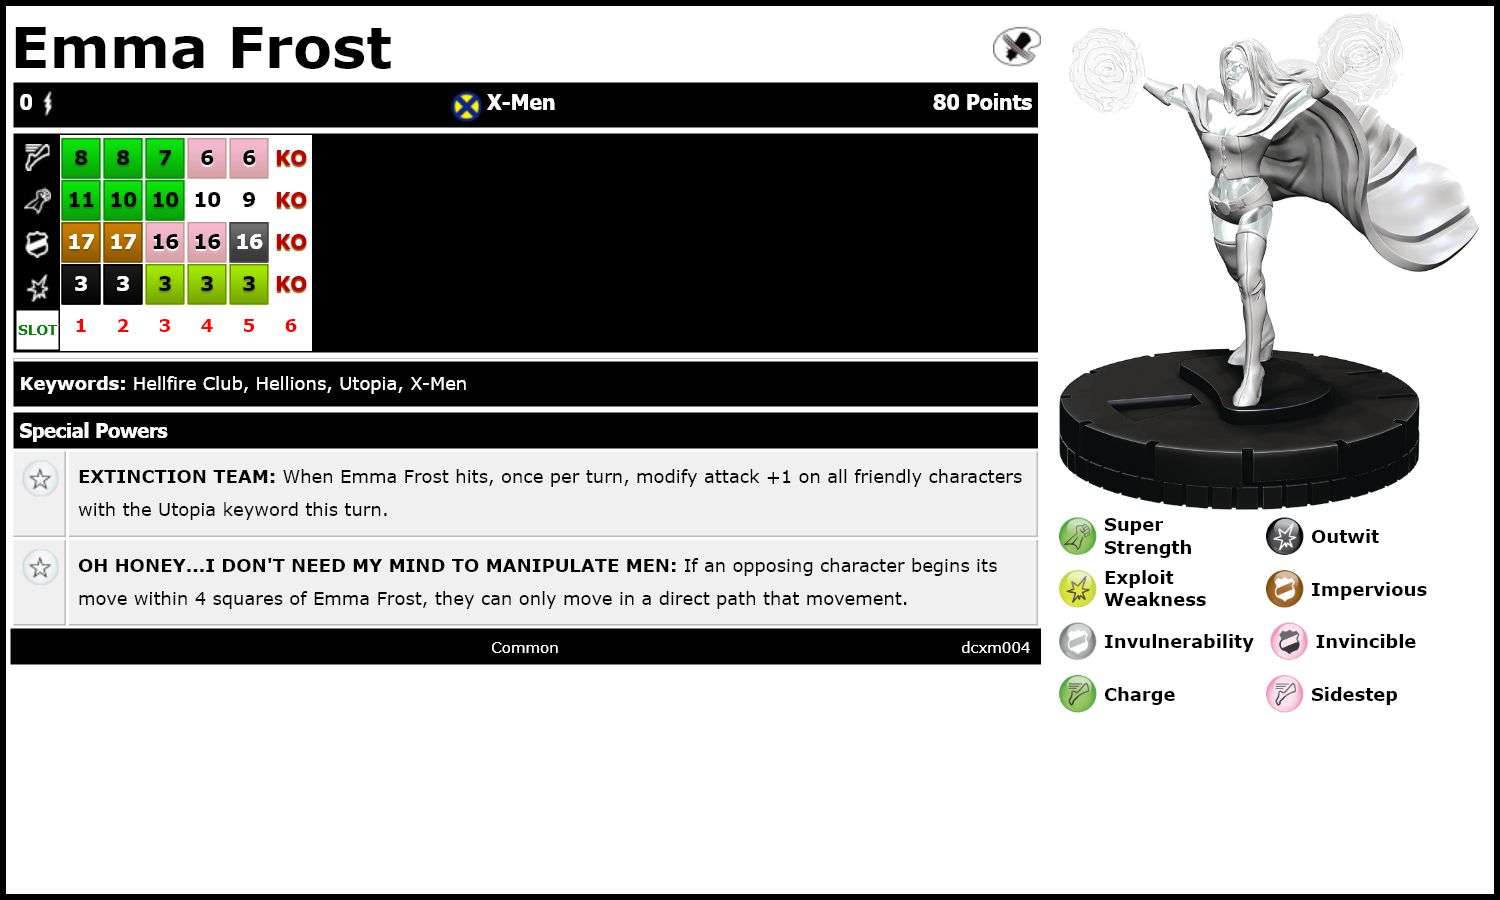 Emma Frost
0 X-Men 80 Points
8 8 7 6 6 KO
11 10 10 10 9 KO
17 17 16 16 16 KO
3 3 3 3 3 KO
SLOT 1 2 3 4 5 6
Keywords: Hellfire Club, Hellions, Utopia, X-Men
Special Powers
EXTINCTION TEAM: When Emma Frost hits, once per turn, modify attack +1 on all friendly characters
with the Utopia keyword this turn.
OH HONEY...I DON'T NEED MY MIND TO MANIPULATE MEN: If an opposing character begins its
move within 4 squares of Emma Frost, they can only move in a direct path that movement.
Common dcxm004
Super
Strength
Outwit
Exploit
Weakness
Impervious
Invulnerability Invincible
Charge Sidestep